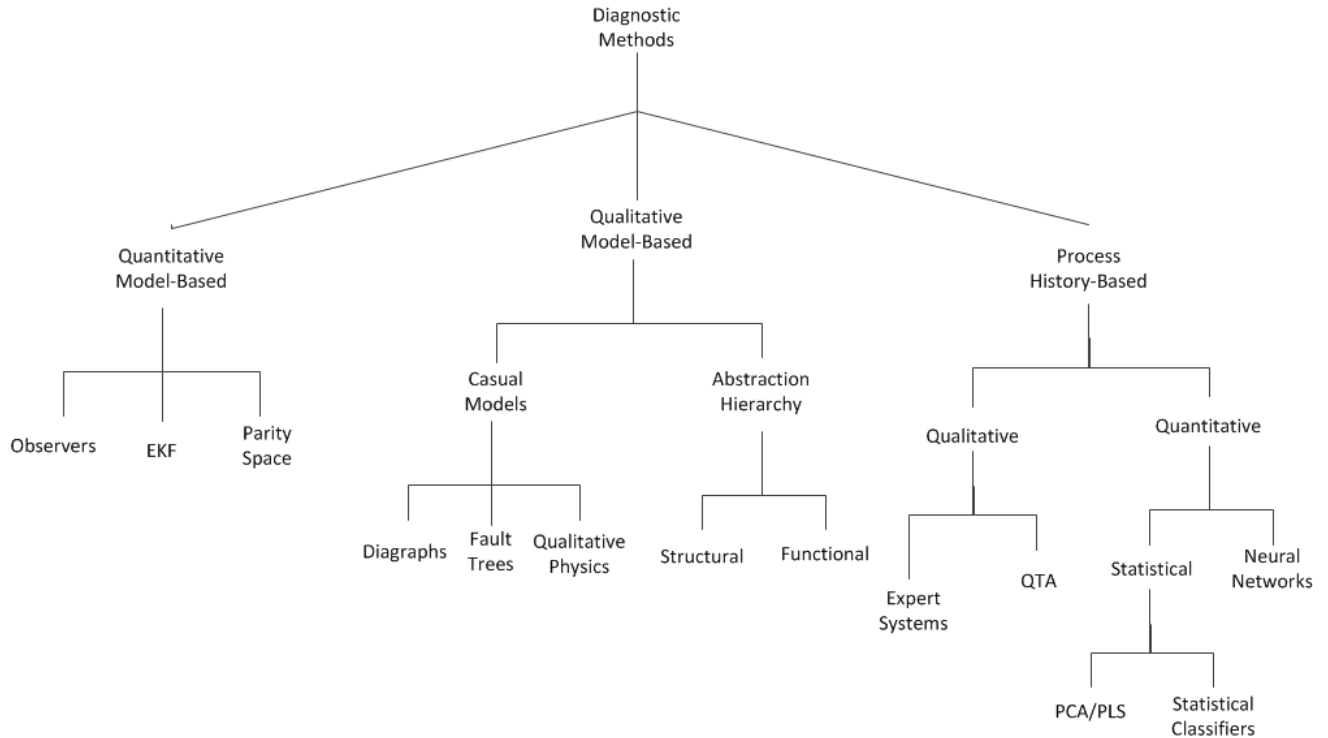 Diagnostic
Methods
Quantitative
Model-Based
Qualitative
Model-Based
Process
History-Based
Observers
EKF
Parity
Space
Casual
Models
Abstraction
Hierarchy
Qualitative
Quantitative
Diagraphs
Fault
Trees
Qualitative
Physics
Structural
Functional
Expert
Systems
QTA
Statistical
Neural
Networks
PCA/PLS
Statistical
Classifiers